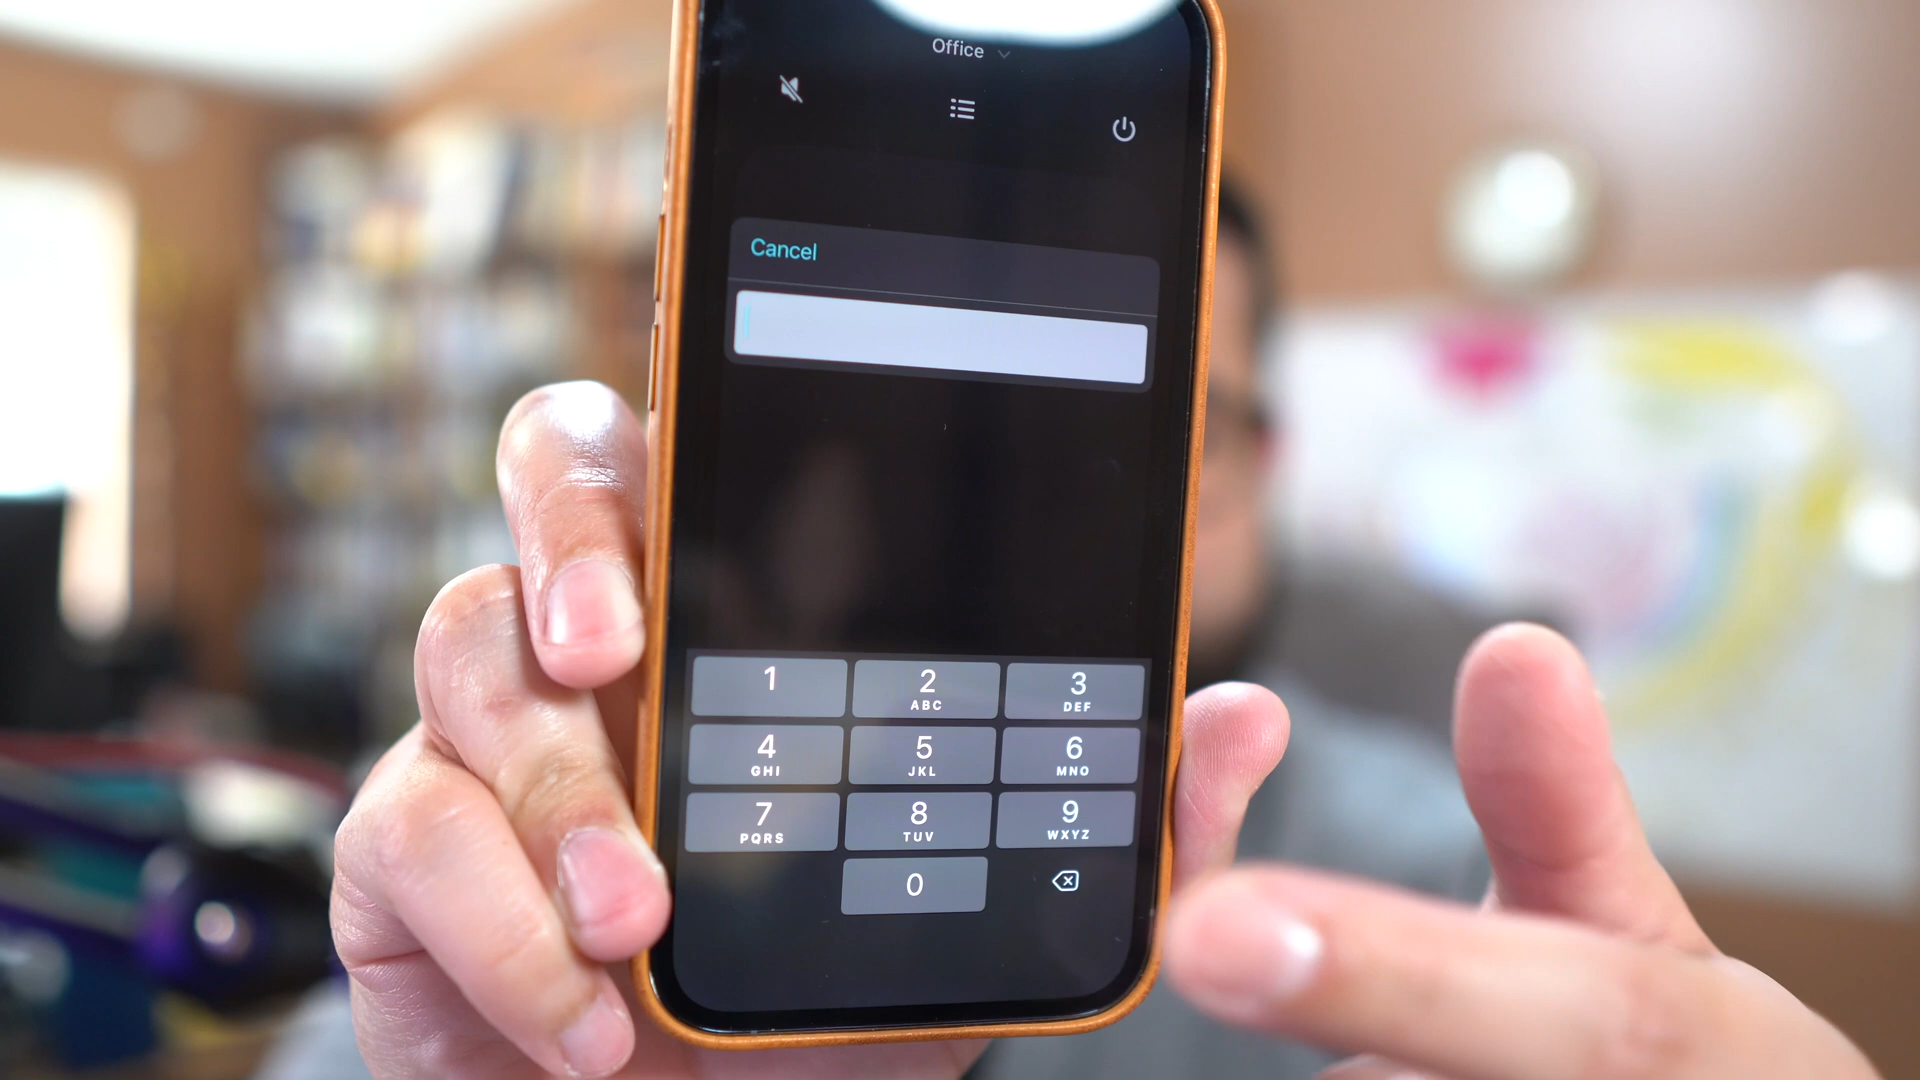 Office
Cancel
1 2 3
ABC DEF
4 5 6
GHI JKL MNO
7 8 9
PQRS TUV WXYZ
0